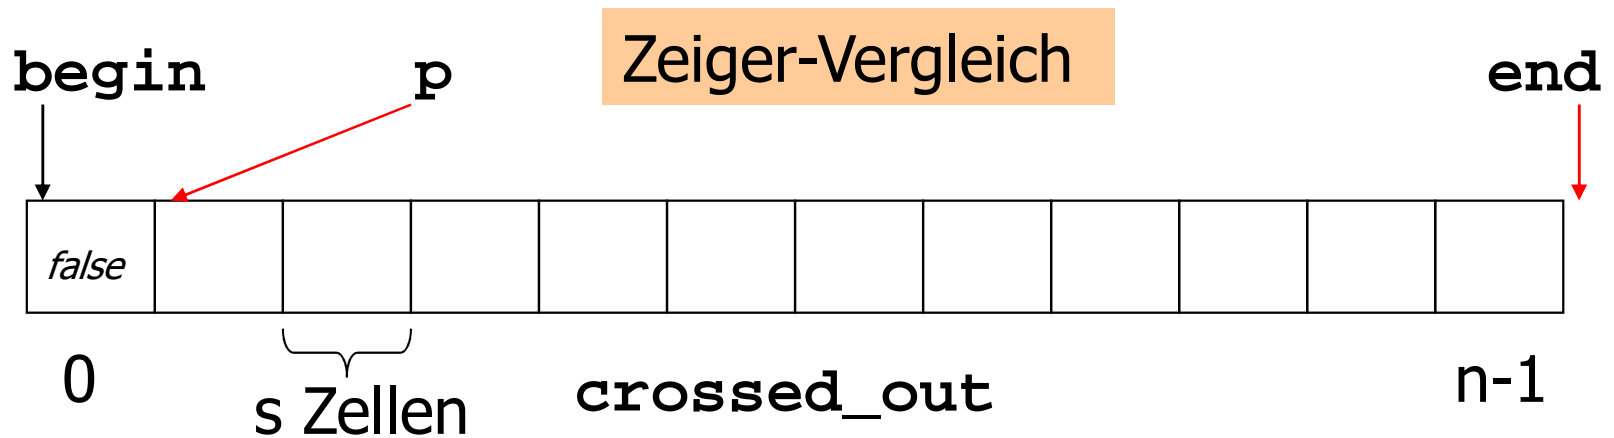 Zeiger-Vergleich
begin p end
false
0 s Zellen crossed_out n-1